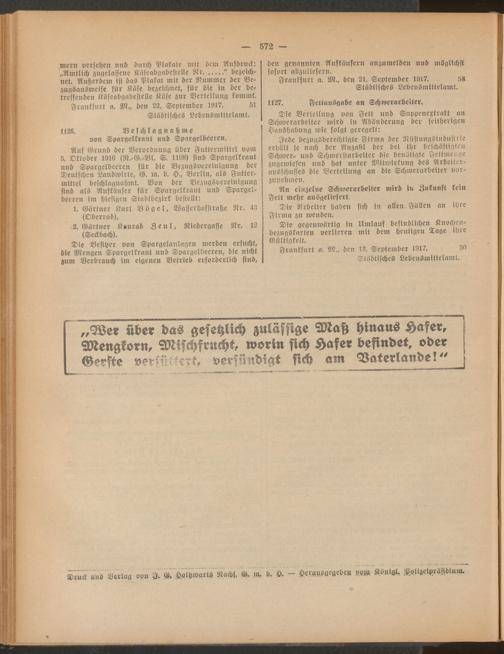 — 572 —
mern versehen und durch Plakate mit dem Aufdruck:
„Amtlich zugelassene Käseabgabestelle Nr. .....“ bezeich-
net. Außerdem ist das Plakat mit der Nummer der Be-
zugsausweise für Käse bezeichnet, für die in der be-
treffenden Käseabgabestelle Käse zur Verteilung kommt.
Frankfurt a. M., den 22. September 1917. 51
Städtisches Lebensmittelamt.
1126. Beschlagnahme
von Spargelkraut und Spargelbeeren.
Auf Grund der Verordnung über Futtermittel vom
5. Oktober 1916 (R.-G.-Bl. S. 1108) sind Spargelkraut
und Spargelbeeren für die Bezugsvereinigung der
Deutschen Landwirte, G. m. b. H., Berlin, als Futter-
mittel beschlagnahmt. Von der Bezugsvereinigung
sind als Aufkäufer für Spargelkraut und Spargel-
beeren im hiesigen Stadtbezirk bestellt:
1. Gärtner Karl Bögel, Wasserhofstraße Nr. 43
(Oberrad),
2. Gärtner Konrad Zeul, Niedergasse Nr. 12
(Seckbach).
Die Besitzer von Spargelanlagen werden ersucht,
die Mengen Spargelkraut und Spargelbeeren, die nicht
zum Verbrauch im eigenen Betrieb erforderlich sind,
den genannten Aufkäufern anzumelden und möglichst
sofort abzuliefern.
Frankfurt a. M., den 21. September 1917. 53
Städtisches Lebensmittelamt.
1127. Fettausgabe an Schwerarbeiter.
Die Verteilung von Fett und Suppenextrakt an
Schwerarbeiter wird in Abänderung der seitherigen
Handhabung wie folgt geregelt:
Jede bezugsberechtigte Firma der Rüstungsindustrie
erhält je nach der Anzahl der bei ihr beschäftigten
Schwer- und Schwerstarbeiter die benötigte Fettmenge
zugewiesen und hat unter Mitwirkung des Arbeiter-
ausschusses die Verteilung an die Schwerarbeiter vor-
zunehmen.
An einzelne Schwerarbeiter wird in Zukunft kein
Fett mehr ausgeliefert.
Die Arbeiter haben sich in allen Fällen an ihre
Firma zu wenden.
Die gegenwärtig in Umlauf befindlichen Knochen-
bezugskarten verlieren mit dem heutigen Tage ihre
Gültigkeit.
Frankfurt a. M., den 13. September 1917. 50
Städtisches Lebensmittelamt.
„Wer über das gesetzlich zulässige Maß hinaus Hafer,
Mengkorn, Mischfrucht, worin sich Hafer befindet, oder
Gerste verfüttert, versündigt sich am Vaterlande!“
Druck und Verlag von J. G. Holtzwarts Nachf. G. m. b. H. — Herausgegeben vom Königl. Polizeipräsidium.